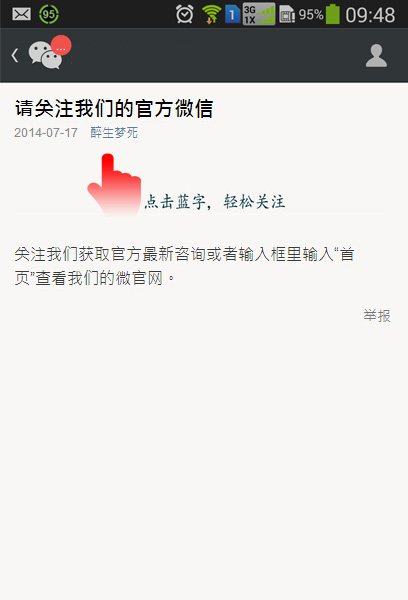 95
1
3G
1X
95%
09:48
...
请关注我们的官方微信
2014-07-17 醉生梦死
点击蓝字，轻松关注
关注我们获取官方最新咨询或者输入框里输入“首
页”查看我们的微官网。
举报